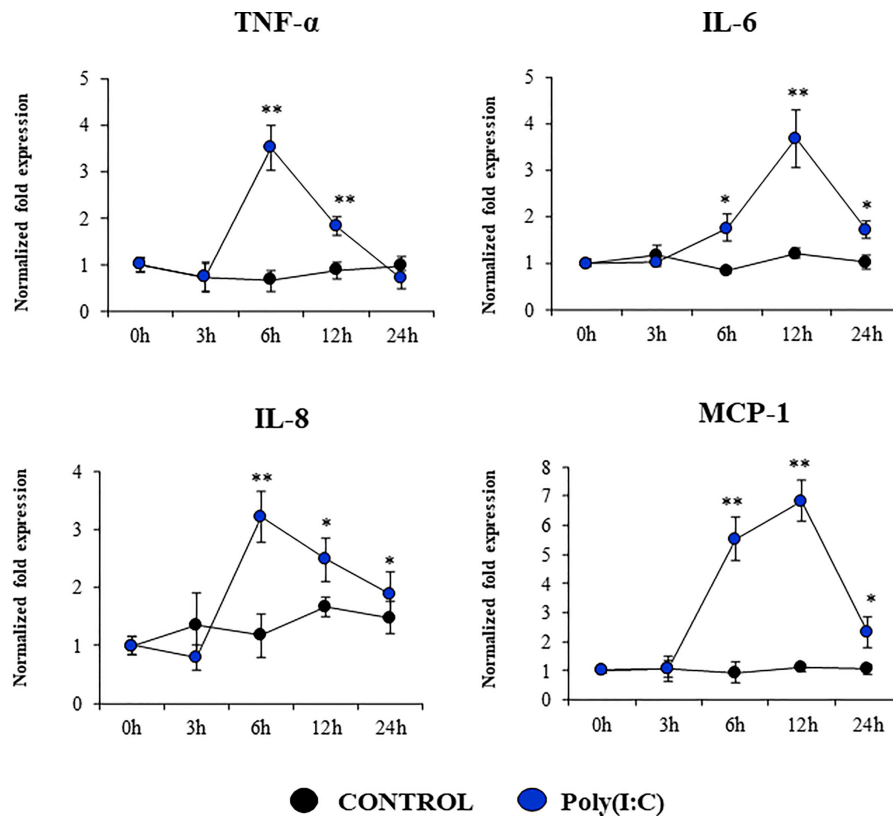 TNF-α
Normalized fold expression
5
4
3
2
1
0
**
**
0h 3h 6h 12h 24h
IL-6
Normalized fold expression
5
4
3
2
1
0
*
**
*
0h 3h 6h 12h 24h
IL-8
Normalized fold expression
4
3
2
1
0
**
*
*
0h 3h 6h 12h 24h
MCP-1
Normalized fold expression
8
7
6
5
4
3
2
1
0
**
**
*
0h 3h 6h 12h 24h
CONTROL Poly(I:C)